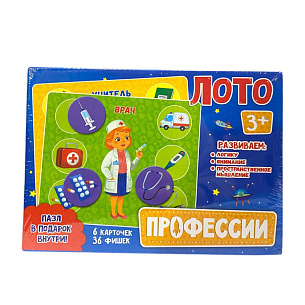 ЛОТО
УЧИТЕЛЬ
ВРАЧ
3+
РАЗВИВАЕМ:
ЛОГИКУ
ВНИМАНИЕ
ПРОСТРАНСТВЕННОЕ
МЫШЛЕНИЕ
ПАЗЛ
В ПОДАРОК
ВНУТРИ!
6 КАРТОЧЕК
36 ФИШЕК
ПРОФЕССИИ